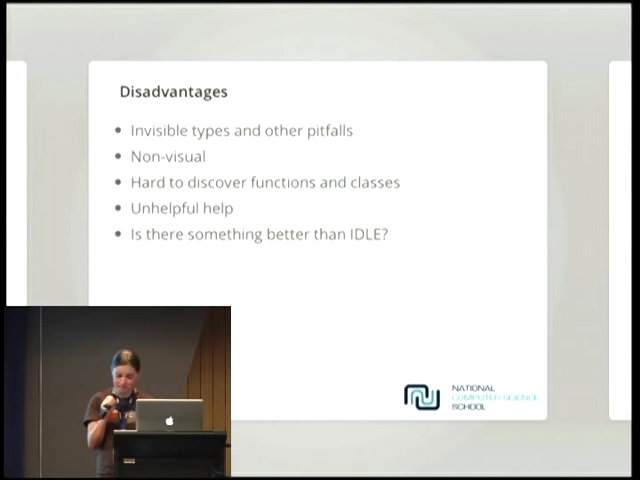 Disadvantages
Invisible types and other pitfalls
Non-visual
Hard to discover functions and classes
Unhelpful help
Is there something better than IDLE?
NATIONAL
COMPUTER SCIENCE
SCHOOL